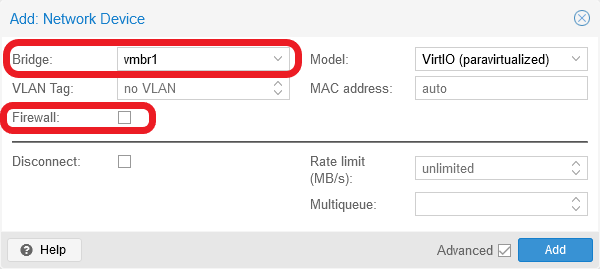 Add: Network Device
Bridge: vmbr1 Model: VirtIO (paravirtualized)
VLAN Tag: no VLAN MAC address: auto
Firewall:
Disconnect: Rate limit (MB/s): unlimited
Multiqueue:
Help Advanced Add